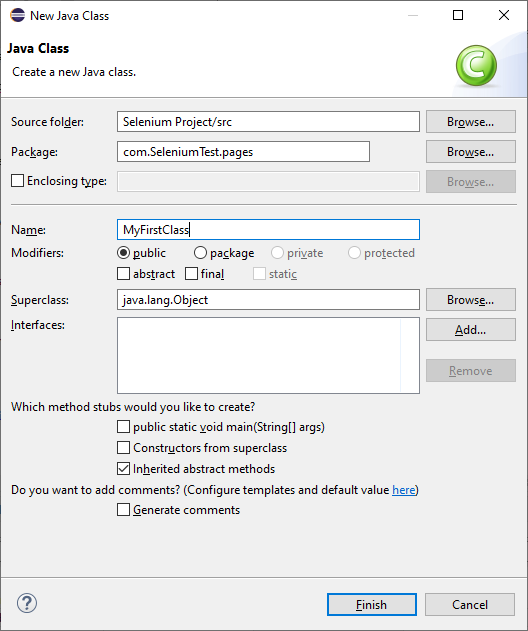 New Java Class
Java Class
Create a new Java class.
Source folder: Selenium Project/src Browse...
Package: com.SeleniumTest.pages Browse...
Enclosing type: Browse...
Name: MyFirstClass
Modifiers: public package private protected
abstract final static
Superclass: java.lang.Object Browse...
Interfaces: Add...
Remove
Which method stubs would you like to create?
public static void main(String[] args)
Constructors from superclass
Inherited abstract methods
Do you want to add comments? (Configure templates and default value here)
Generate comments
? Finish Cancel